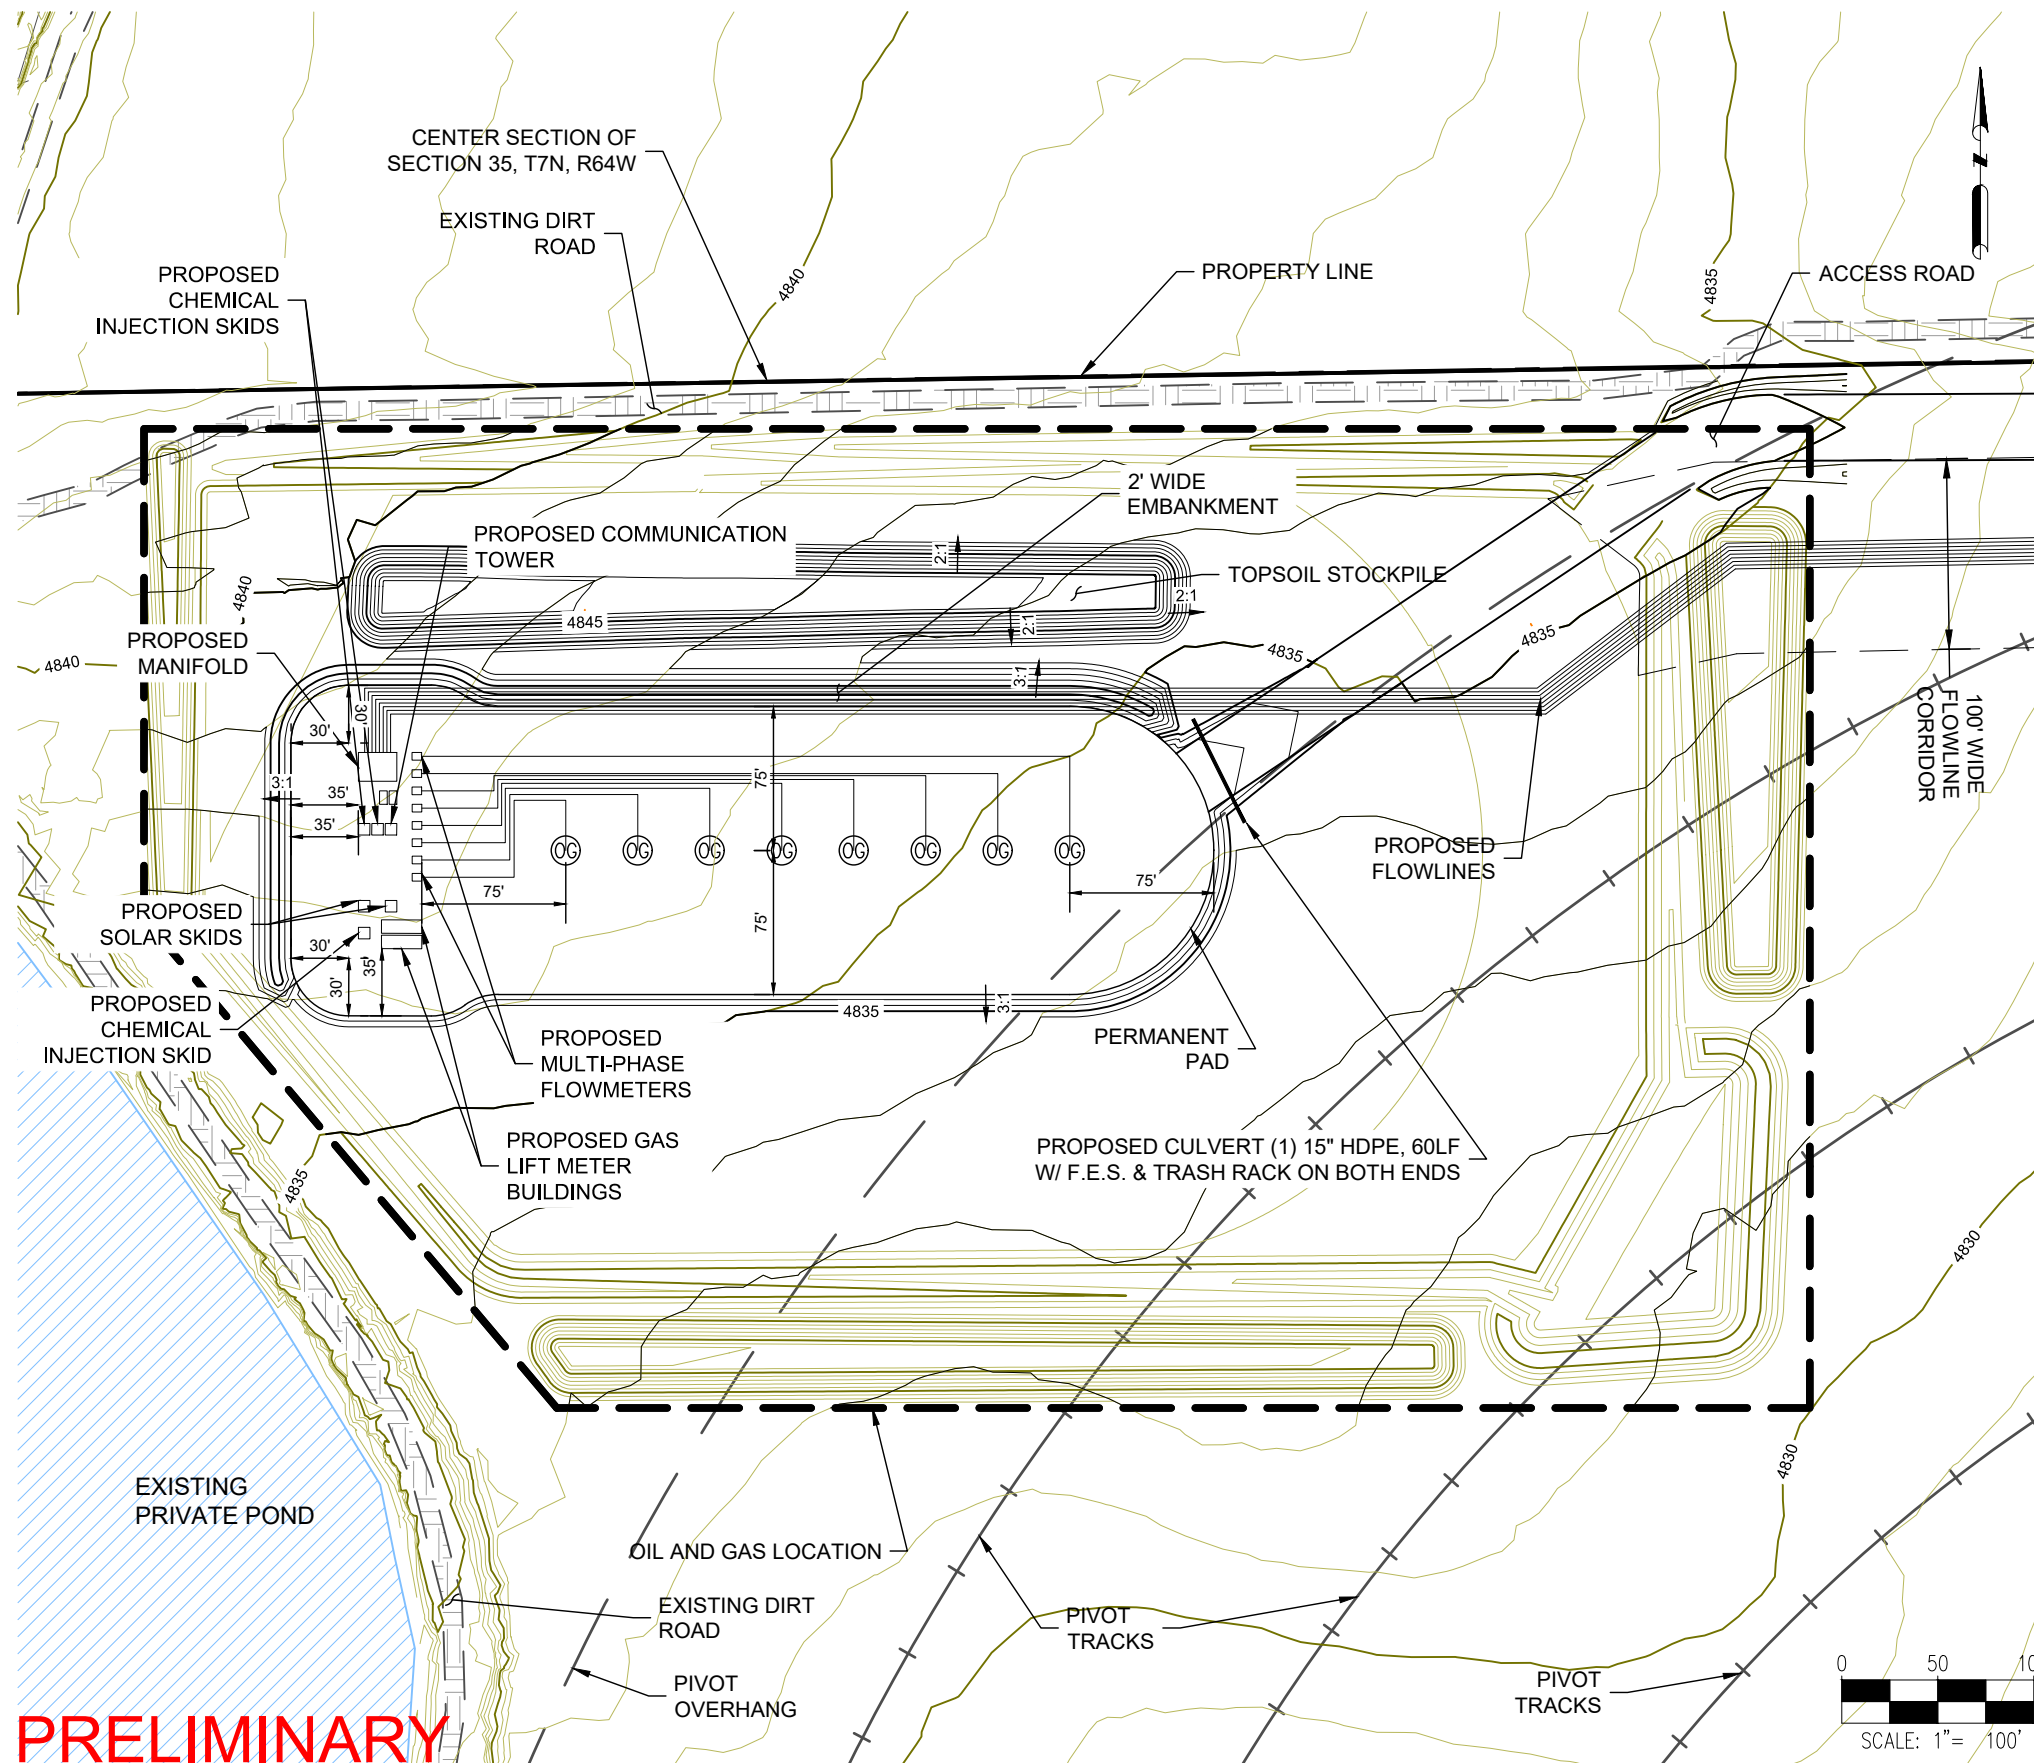 CENTER SECTION OF
SECTION 35, T7N, R64W
EXISTING DIRT
ROAD
PROPOSED
CHEMICAL
INJECTION SKIDS
4840
PROPERTY LINE
4835
ACCESS ROAD
N
2' WIDE
EMBANKMENT
PROPOSED COMMUNICATION
TOWER
2:1
TOPSOIL STOCKPILE
2:1
4840
4845
2:1
PROPOSED
MANIFOLD
4840
4835
4835
3:1
100' WIDE
FLOWLINE
CORRIDOR
30'
30'
3:1
35'
75'
35'
PROPOSED
FLOWLINES
OG
OG
OG
OG
OG
OG
OG
OG
75'
75'
75'
PROPOSED
SOLAR SKIDS
30'
35'
30'
PROPOSED
CHEMICAL
INJECTION SKID
4835
3:1
PROPOSED
MULTI-PHASE
FLOWMETERS
PERMANENT
PAD
PROPOSED GAS
LIFT METER
BUILDINGS
PROPOSED CULVERT (1) 15" HDPE, 60LF
W/ F.E.S. & TRASH RACK ON BOTH ENDS
4835
4830
4830
EXISTING
PRIVATE POND
OIL AND GAS LOCATION
EXISTING DIRT
ROAD
PIVOT
TRACKS
PIVOT
OVERHANG
PIVOT
TRACKS
0 50
SCALE: 1"= 100'
PRELIMINARY